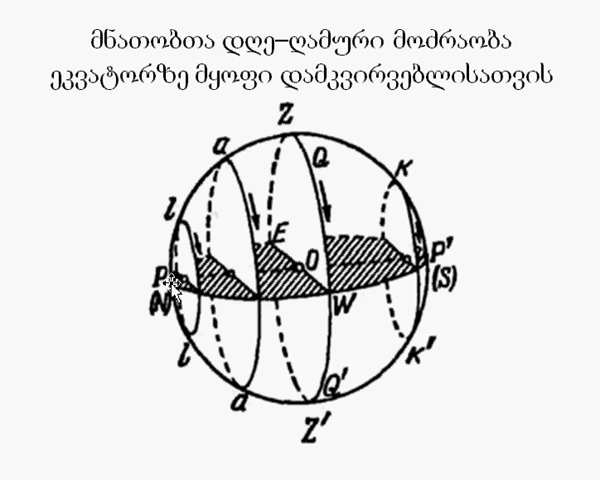 მნათობთა დღე–ღამური მოძრაობა
ეკვატორზე მყოფი დამკვირვებლისათვის
Z
a Q K
l
E
P O P'
(N) W (S)
l K'
a Q'
Z'